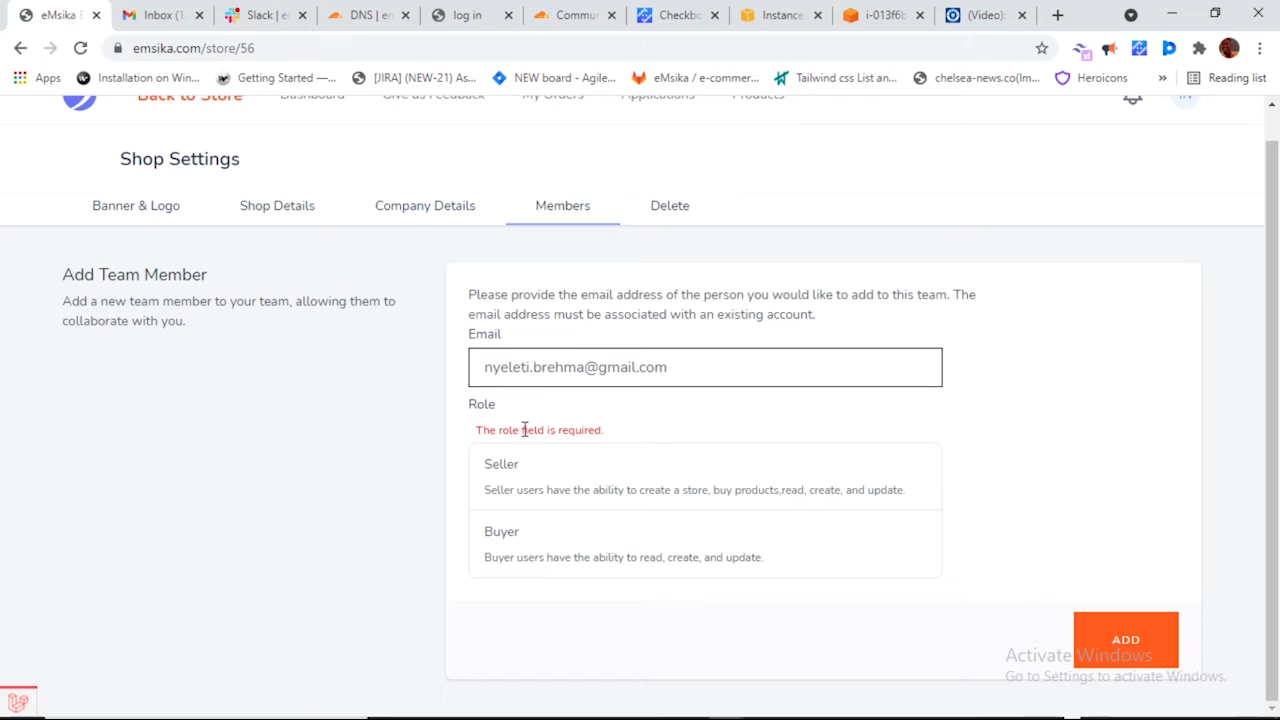 eMsika E
Inbox (1,
Slack | e
DNS | en
log in
Commun
Checkbo
Instance
i-013f6b
(Video)
emsika.com/store/56
Apps
Installation on Win...
Getting Started —...
[JIRA] (NEW-21) As...
NEW board - Agile...
eMsika / e-commer...
Tailwind css List an...
chelsea-news.co(Im...
Heroicons
»
Reading list
Back to Store
Dashboard
Give us Feedback
My Orders
Applications
Products
IN
Shop Settings
Banner & Logo
Shop Details
Company Details
Members
Delete
Add Team Member
Add a new team member to your team, allowing them to
collaborate with you.
Please provide the email address of the person you would like to add to this team. The
email address must be associated with an existing account.
Email
nyeleti.brehma@gmail.com
Role
The role field is required.
Seller
Seller users have the ability to create a store, buy products,read, create, and update.
Buyer
Buyer users have the ability to read, create, and update.
ADD
Activate Windows
Go to Settings to activate Windows.